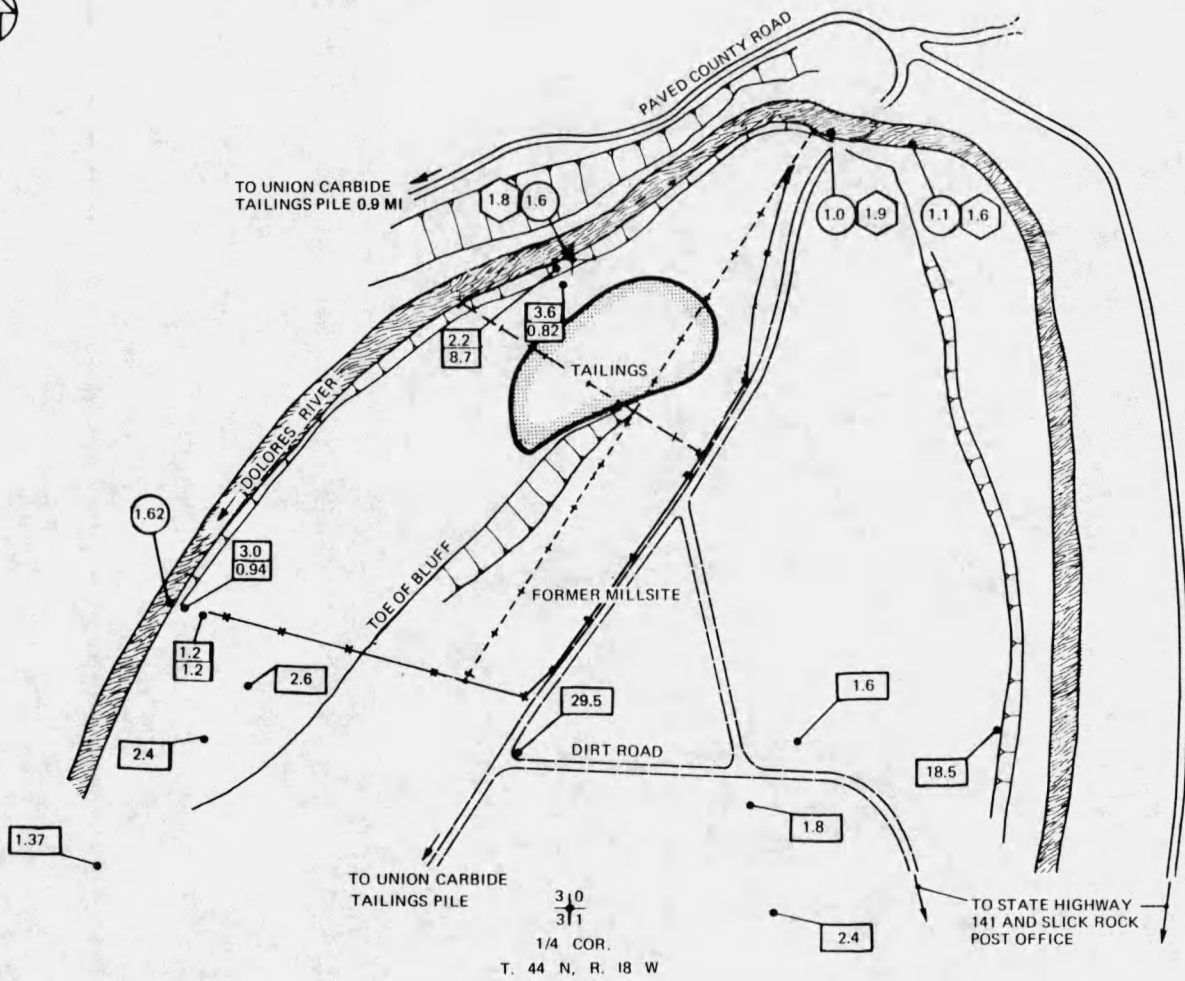 PAVED COUNTY ROAD
TO UNION CARBIDE
TAILINGS PILE 0.9 MI
1.8
1.6
1.0
1.9
1.1
1.6
3.6
0.82
2.2
8.7
TAILINGS
DOLORES RIVER
1.62
3.0
0.94
TOE OF BLUFF
FORMER MILLSITE
1.2
1.2
2.6
29.5
1.6
2.4
DIRT ROAD
18.5
1.8
1.37
TO UNION CARBIDE
TAILINGS PILE
30
31
1/4 COR.
T. 44 N, R. 18 W
2.4
TO STATE HIGHWAY
141 AND SLICK ROCK
POST OFFICE